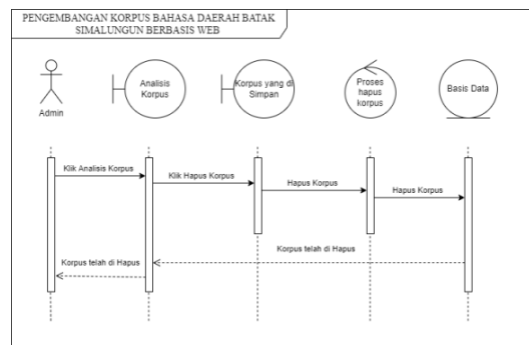 PENGEMBANGAN KORPUS BAHASA DAERAH BATAK
SIMALUNGUN BERBASIS WEB
Admin
Analisis
Korpus
Korpus yang di
Simpan
Proses
hapus
korpus
Basis Data
Klik Analisis Korpus
Klik Hapus Korpus
Hapus Korpus
Hapus Korpus
Korpus telah di Hapus
Korpus telah di Hapus